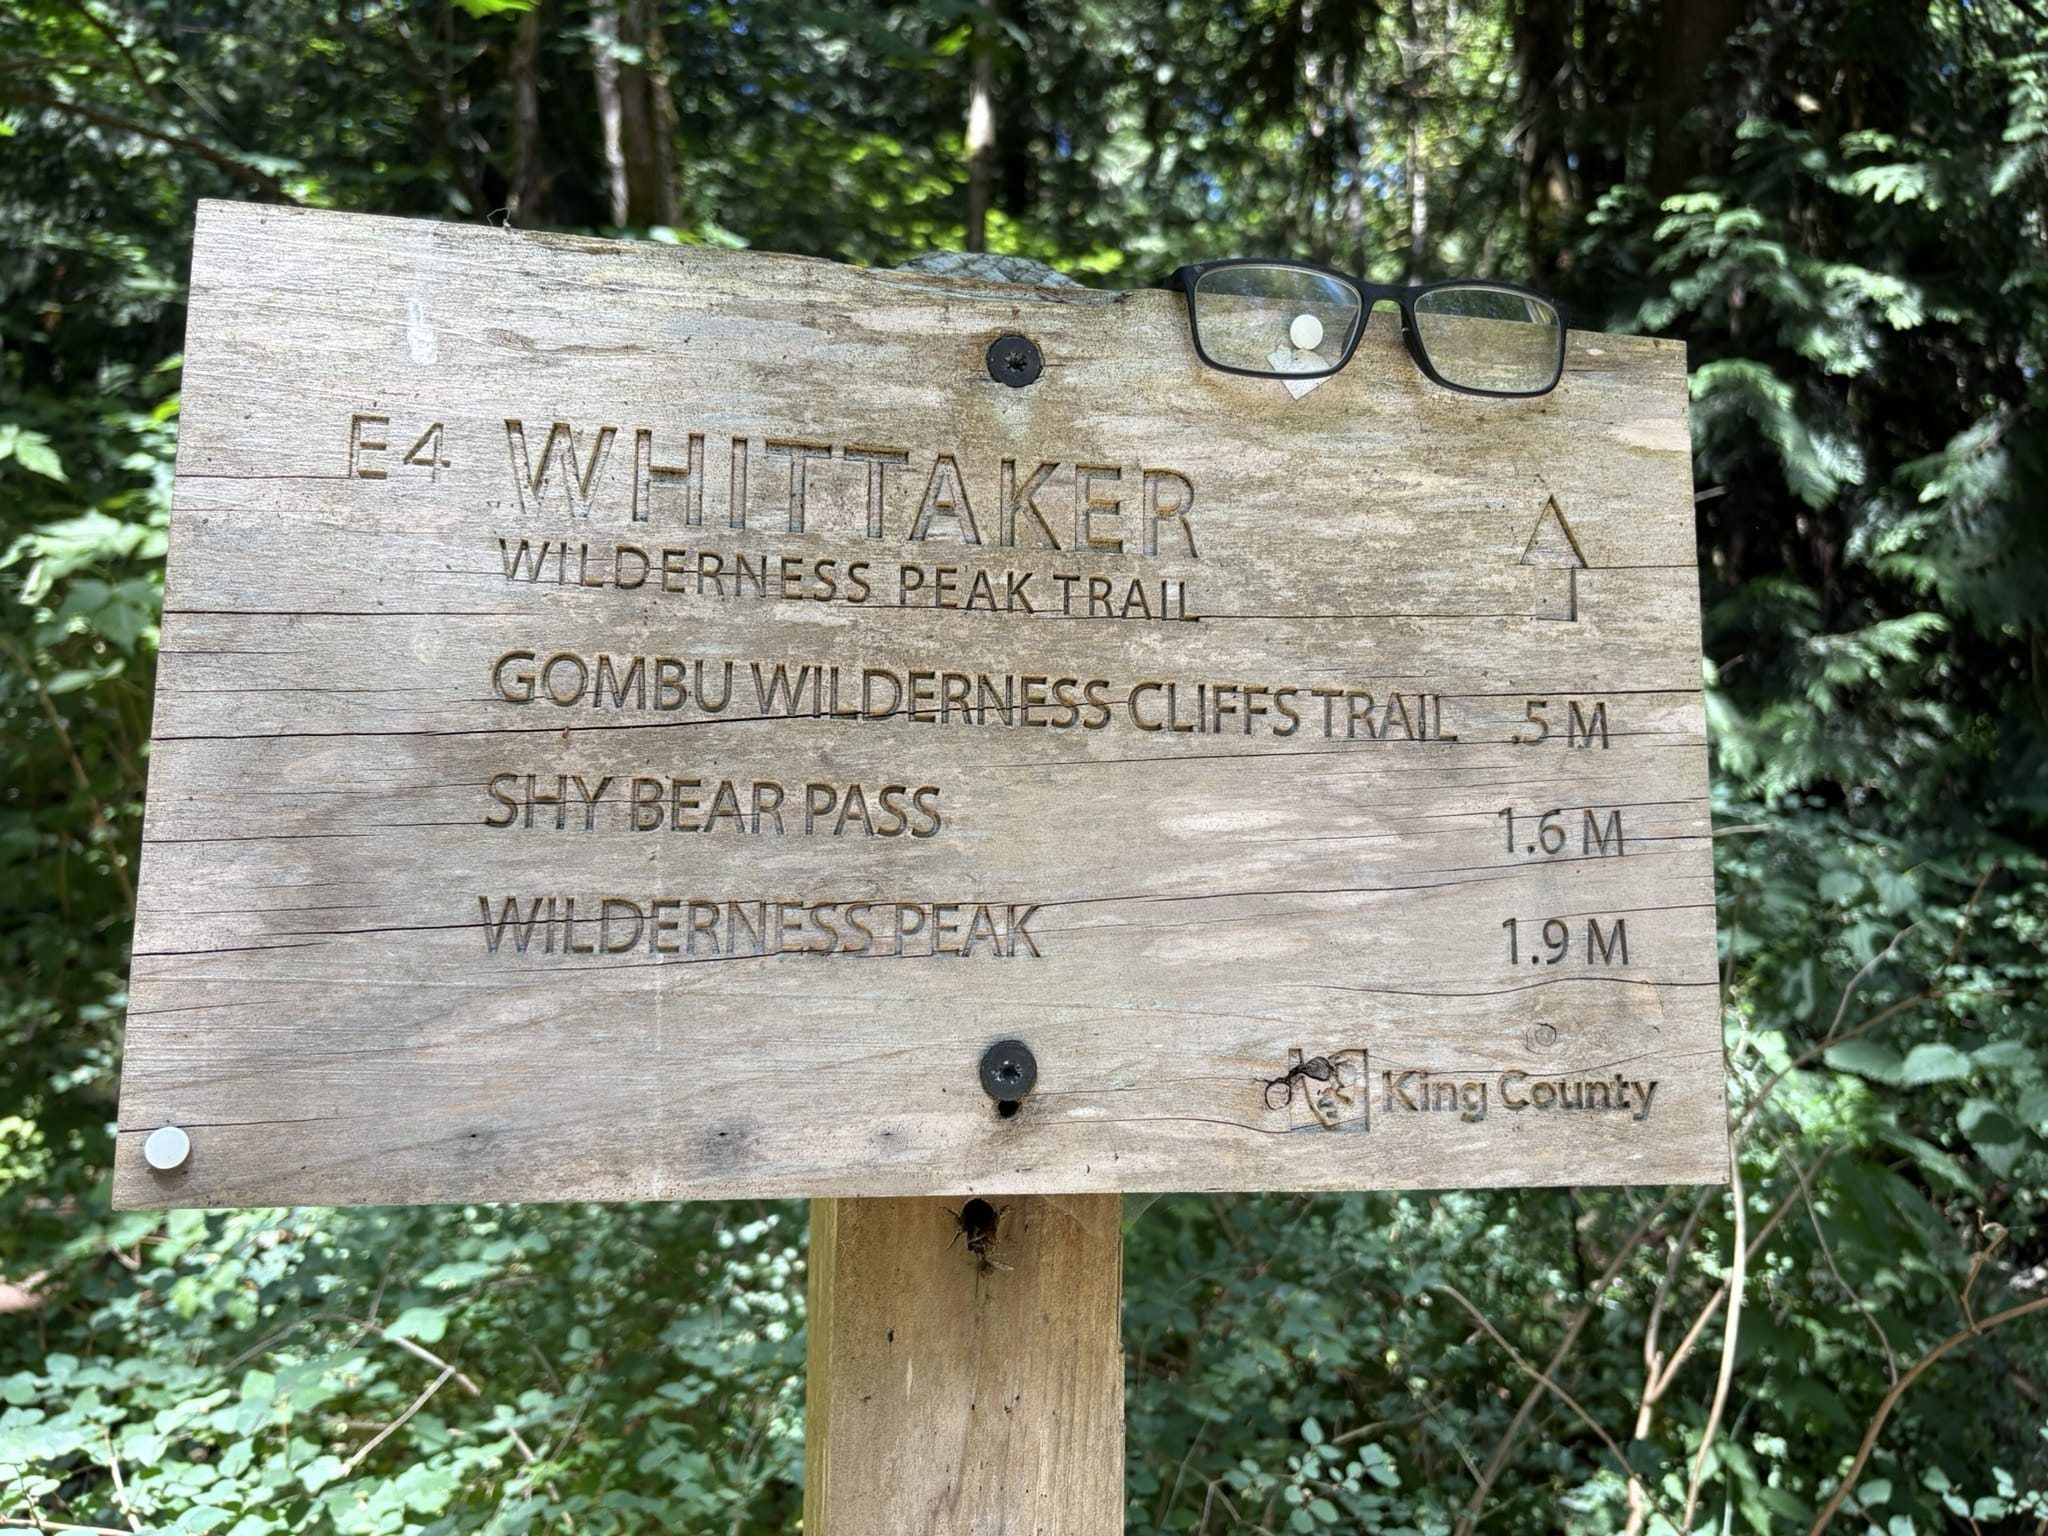 E4 WHITTAKER
WILDERNESS PEAK TRAIL
GOMBU WILDERNESS CLIFFS TRAIL .5 M
SHY BEAR PASS 1.6 M
WILDERNESS PEAK 1.9 M
King County